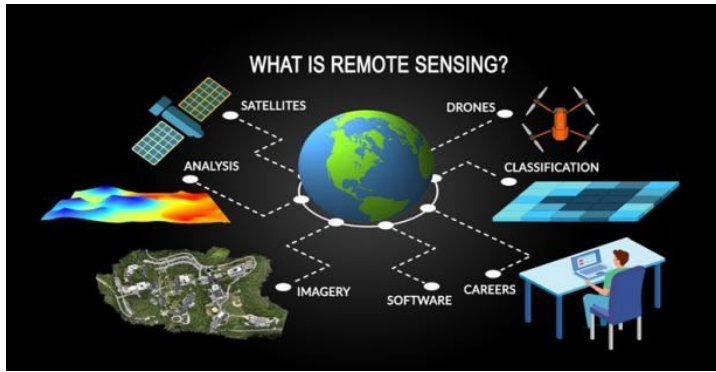 WHAT IS REMOTE SENSING?
SATELLITES
DRONES
ANALYSIS
CLASSIFICATION
IMAGERY
SOFTWARE
CAREERS